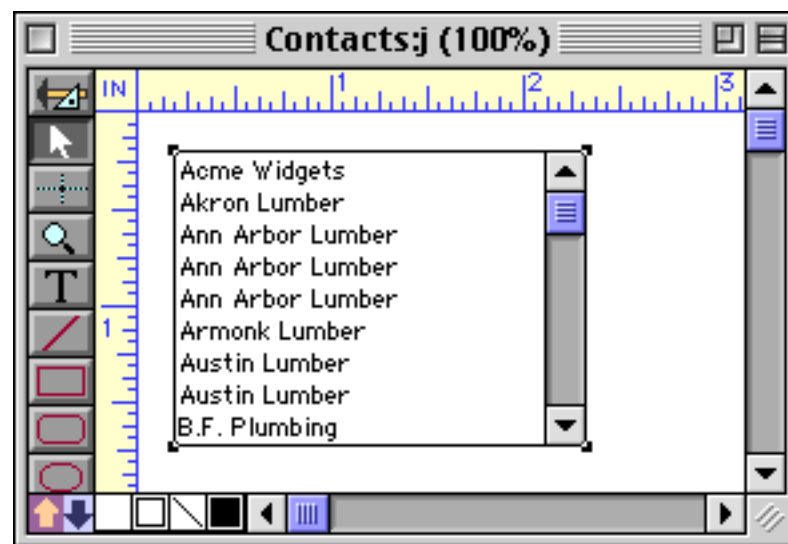 Contacts:j (100%)
IN
1
2
3
T
1
Acme Widgets
Akron Lumber
Ann Arbor Lumber
Ann Arbor Lumber
Ann Arbor Lumber
Armonk Lumber
Austin Lumber
Austin Lumber
B.F. Plumbing